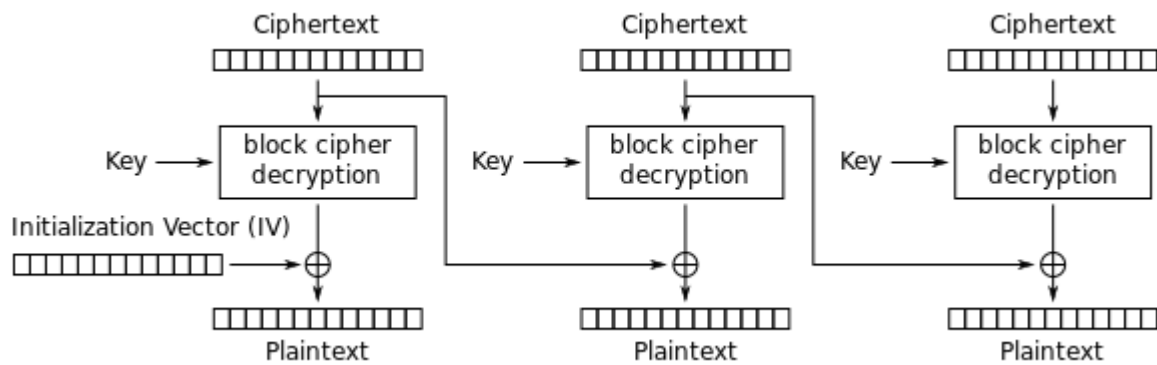 Ciphertext Ciphertext Ciphertext
Key block cipher decryption Key block cipher decryption Key block cipher decryption
Initialization Vector (IV)
Plaintext Plaintext Plaintext